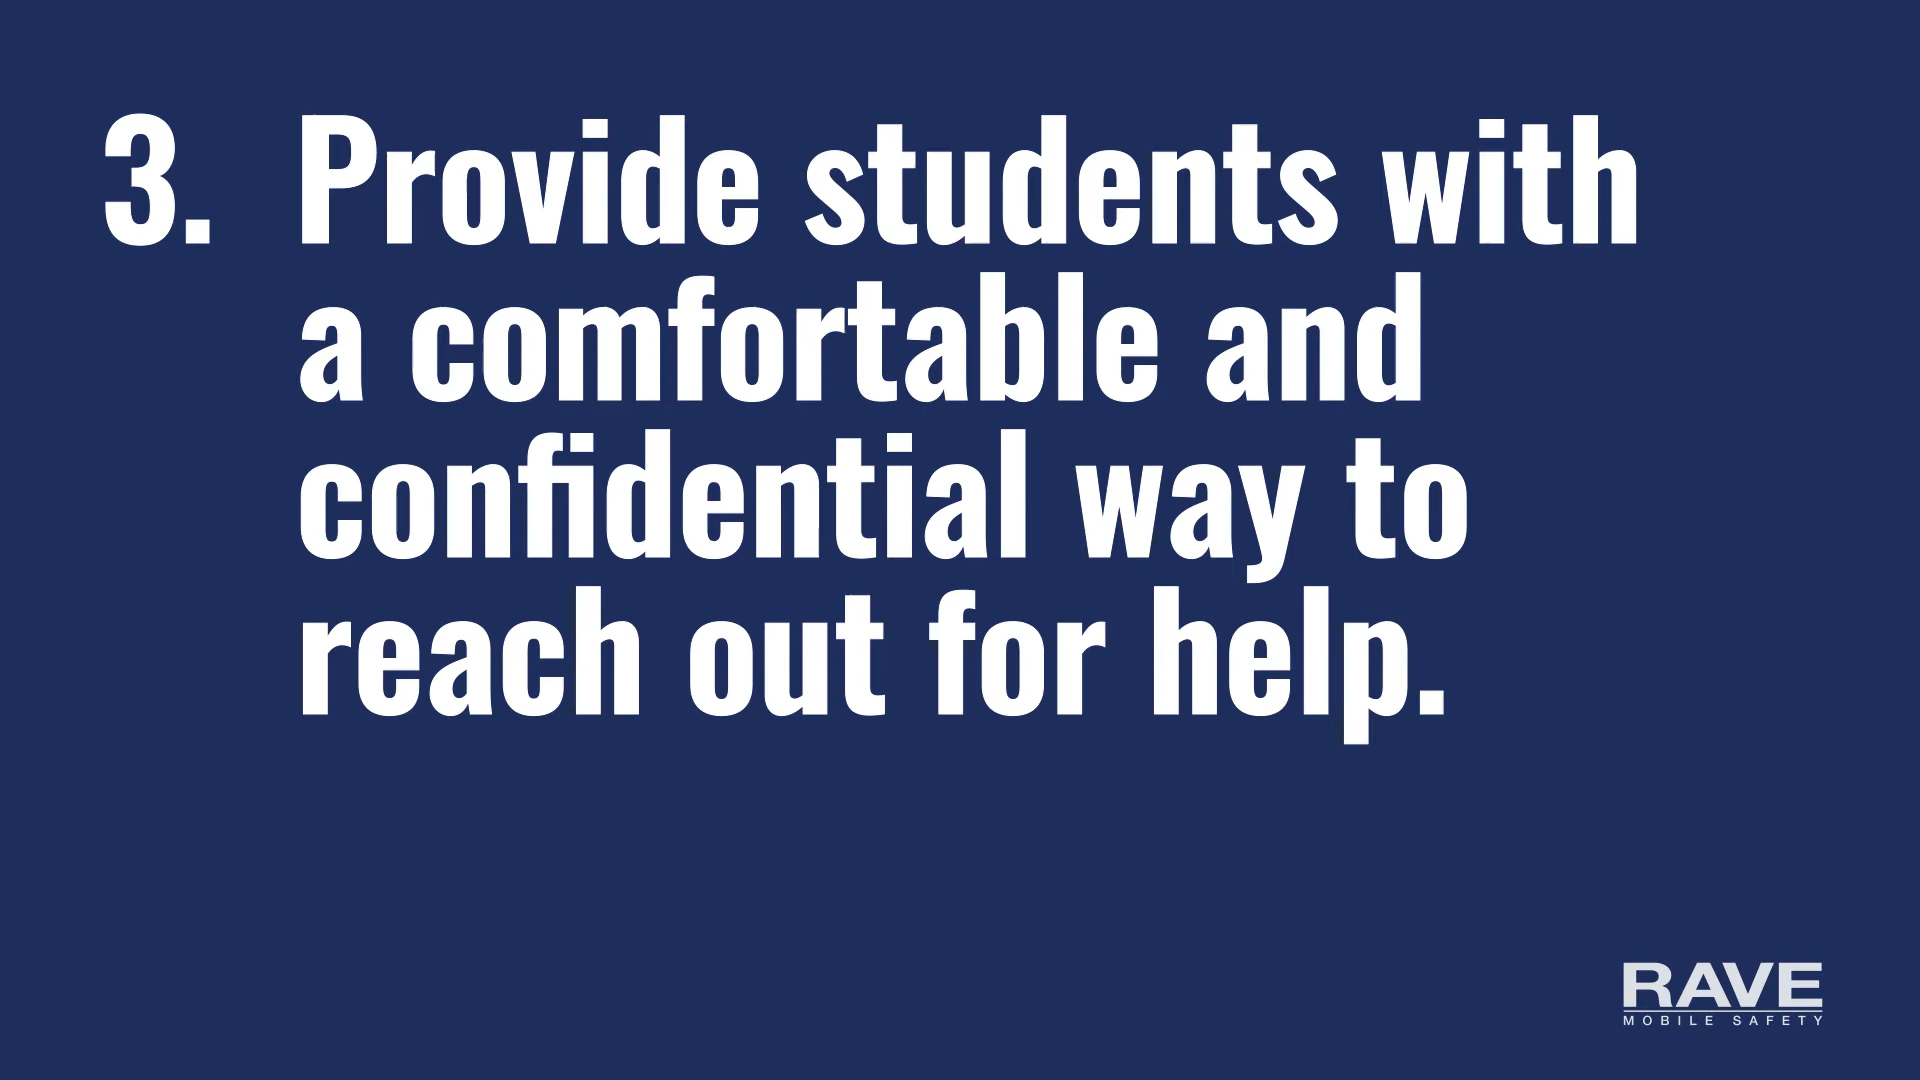 3. Provide students with
a comfortable and
confidential way to
reach out for help.
RAVE
MOBILE SAFETY